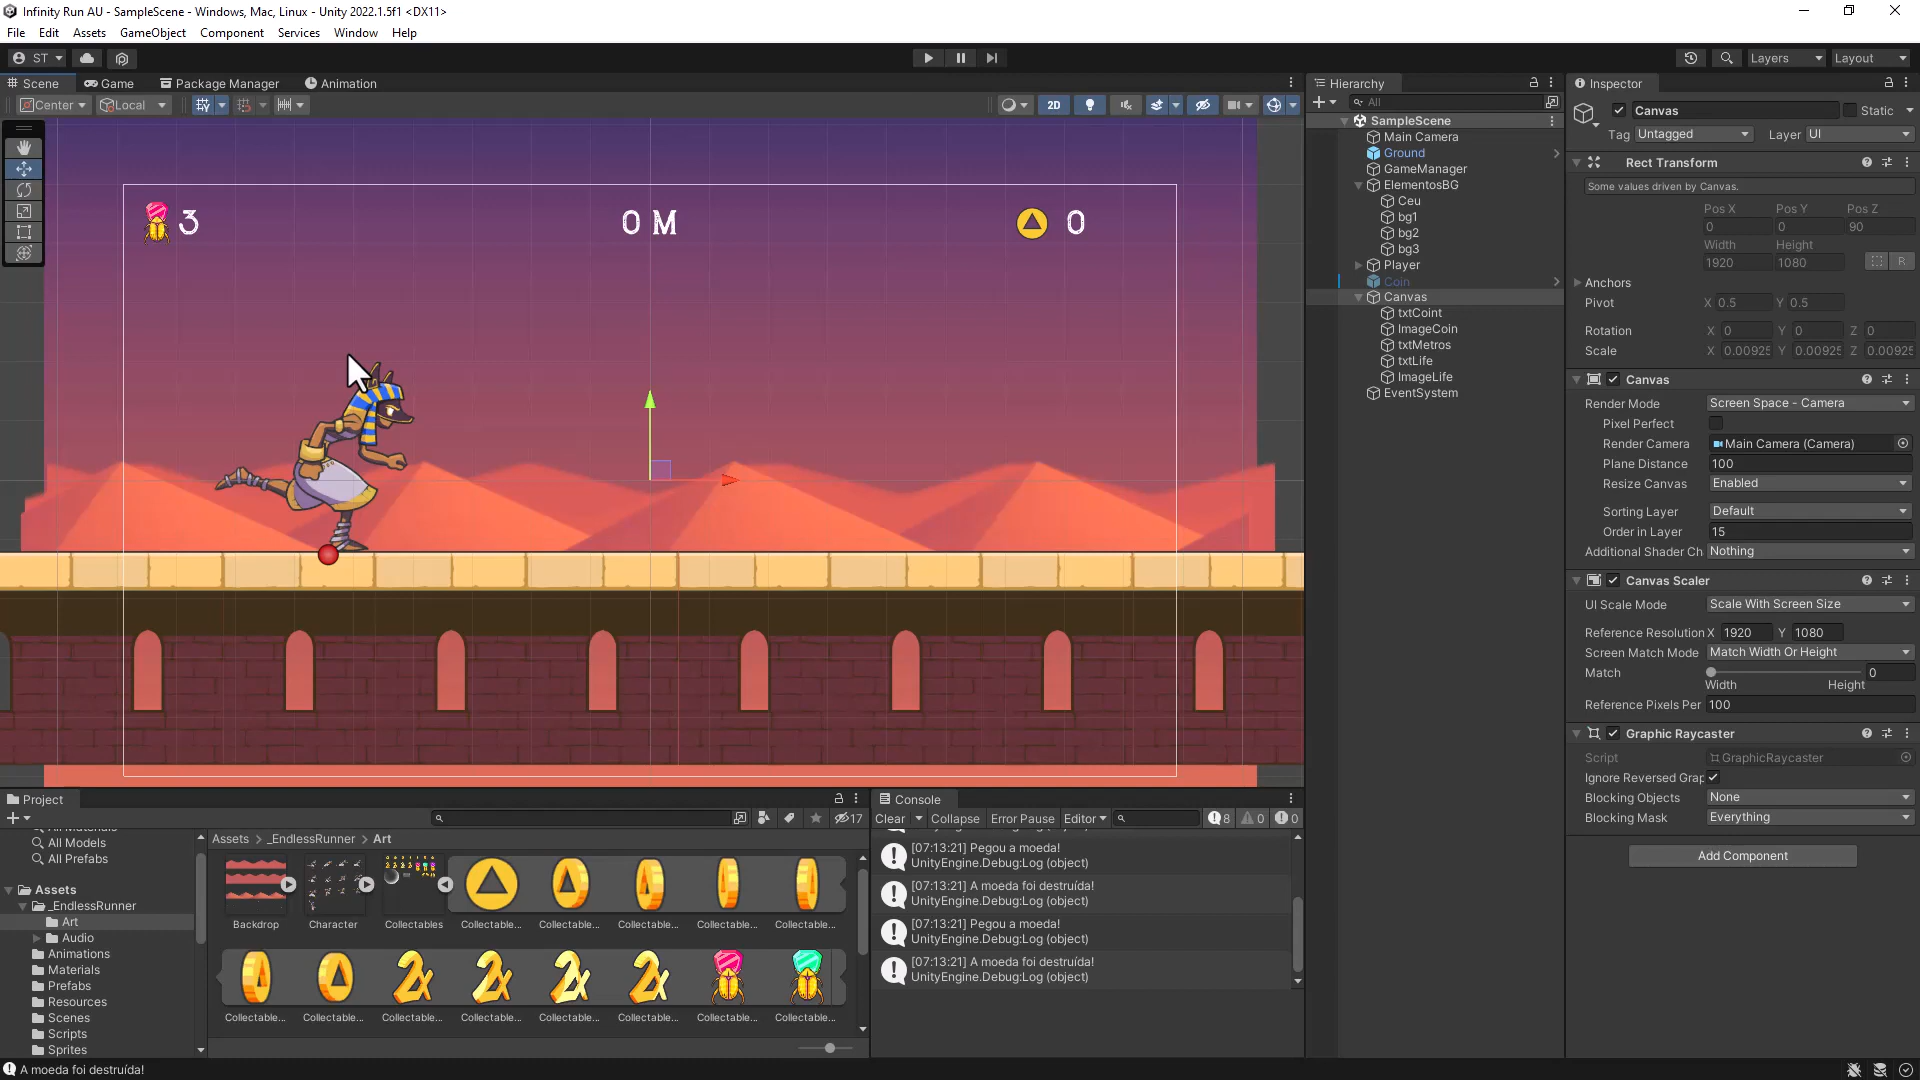 Infinity Run AU - SampleScene - Windows, Mac, Linux - Unity 2022.1.5f1 <DX11>
File Edit Assets GameObject Component Services Window Help
ST Layers Layout
Scene Game Package Manager Animation
Center Local 2D
3
0 M
0
Hierarchy
All
SampleScene
Main Camera
Ground
GameManager
ElementosBG
Ceu
bg1
bg2
bg3
Player
Coin
Canvas
txtCoint
ImageCoin
txtMetros
txtLife
ImageLife
EventSystem
Inspector
Canvas Static
Tag Untagged Layer UI
Rect Transform
Some values driven by Canvas.
Pos X Pos Y Pos Z
0 0 90
Width Height
1920 1080 R
Anchors
Pivot X 0.5 Y 0.5
Rotation X 0 Y 0 Z 0
Scale X 0.00925 Y 0.00925 Z 0.00925
Canvas
Render Mode Screen Space - Camera
Pixel Perfect
Render Camera Main Camera (Camera)
Plane Distance 100
Resize Canvas Enabled
Sorting Layer Default
Order in Layer 15
Additional Shader Ch Nothing
Canvas Scaler
UI Scale Mode Scale With Screen Size
Reference Resolution X 1920 Y 1080
Screen Match Mode Match Width Or Height
Match 0
Width Height
Reference Pixels Per 100
Graphic Raycaster
Script GraphicRaycaster
Ignore Reversed Grap
Blocking Objects None
Blocking Mask Everything
Add Component
Project
17
All Models
All Prefabs
Assets
_EndlessRunner
Art
Audio
Animations
Materials
Prefabs
Resources
Scenes
Scripts
Sprites
Assets > _EndlessRunner > Art
Backdrop Character Collectables Collectable... Collectable... Collectable... Collectable... Collectable...
Collectable... Collectable... Collectable... Collectable... Collectable... Collectable... Collectable... Collectable...
Console
Clear Collapse Error Pause Editor 8 0 0
[07:13:21] Pegou a moeda!
UnityEngine.Debug:Log (object)
[07:13:21] A moeda foi destruída!
UnityEngine.Debug:Log (object)
[07:13:21] Pegou a moeda!
UnityEngine.Debug:Log (object)
[07:13:21] A moeda foi destruída!
UnityEngine.Debug:Log (object)
A moeda foi destruída!